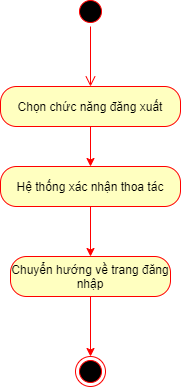 Chọn chức năng đăng xuất
Hệ thống xác nhận thoa tác
Chuyển hướng về trang đăng
nhập